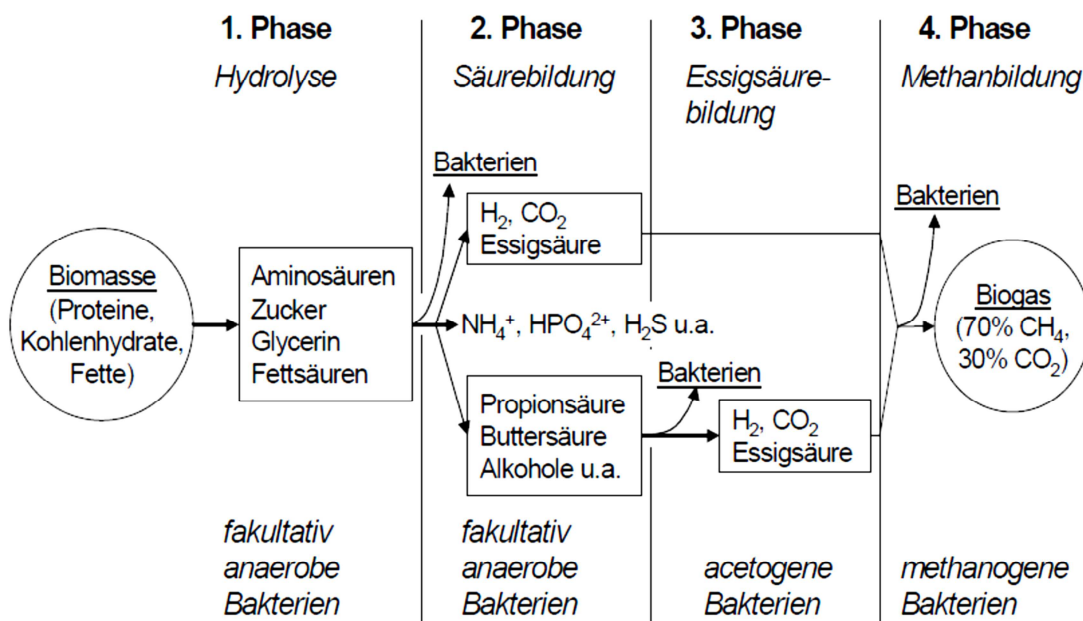 1. Phase
Hydrolyse
2. Phase
Säurebildung
3. Phase
Essigsäure-
bildung
4. Phase
Methanbildung
Biomasse
(Proteine,
Kohlenhydrate,
Fette)
Aminosäuren
Zucker
Glycerin
Fettsäuren
Bakterien
H₂, CO₂
Essigsäure
NH₄⁺, HPO₄²⁺, H₂S u.a.
Propionsäure
Buttersäure
Alkohole u.a.
Bakterien
H₂, CO₂
Essigsäure
Bakterien
Biogas
(70% CH₄,
30% CO₂)
fakultativ
anaerobe
Bakterien
fakultativ
anaerobe
Bakterien
acetogene
Bakterien
methanogene
Bakterien